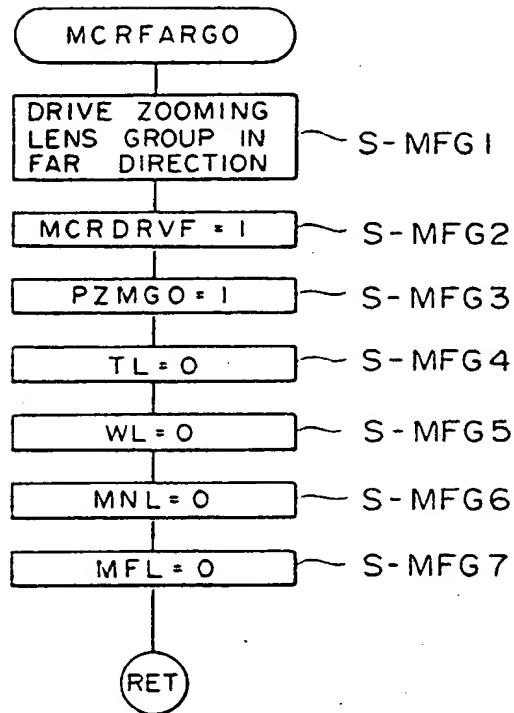 MCRFARGO
DRIVE ZOOMING
LENS GROUP IN
FAR DIRECTION
S-MFG1
MCRDRVF = 1
S-MFG2
PZMGO = 1
S-MFG3
TL = 0
S-MFG4
WL = 0
S-MFG5
MNL = 0
S-MFG6
MFL = 0
S-MFG7
RET